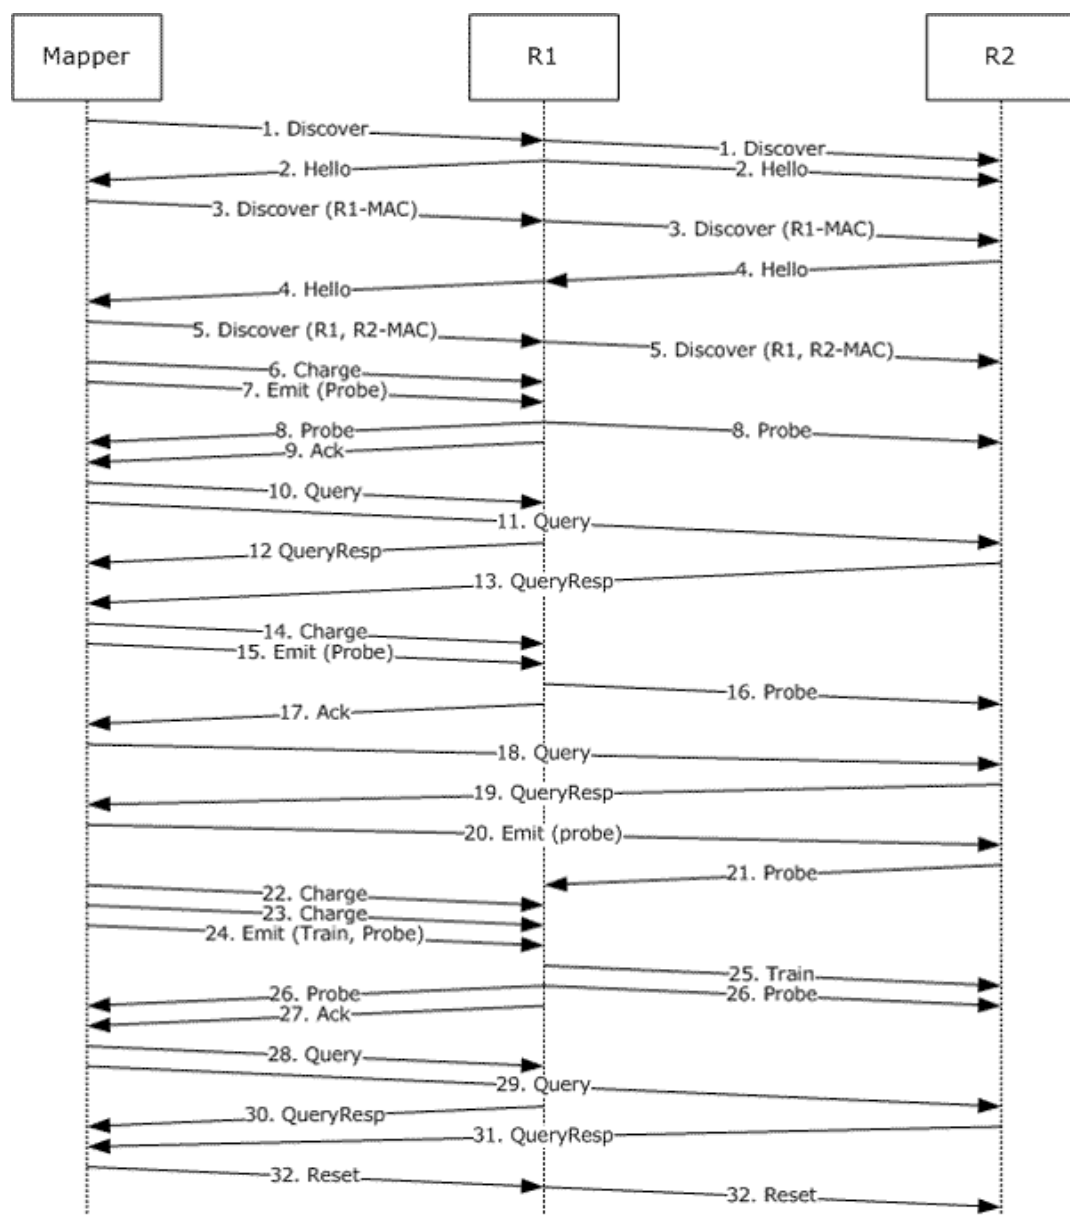 Mapper
R1
R2
1. Discover
1. Discover
2. Hello
2. Hello
3. Discover (R1-MAC)
3. Discover (R1-MAC)
4. Hello
4. Hello
5. Discover (R1, R2-MAC)
5. Discover (R1, R2-MAC)
6. Charge
7. Emit (Probe)
8. Probe
8. Probe
9. Ack
10. Query
11. Query
12 QueryResp
13. QueryResp
14. Charge
15. Emit (Probe)
16. Probe
17. Ack
18. Query
19. QueryResp
20. Emit (probe)
21. Probe
22. Charge
23. Charge
24. Emit (Train, Probe)
25. Train
26. Probe
26. Probe
27. Ack
28. Query
29. Query
30. QueryResp
31. QueryResp
32. Reset
32. Reset